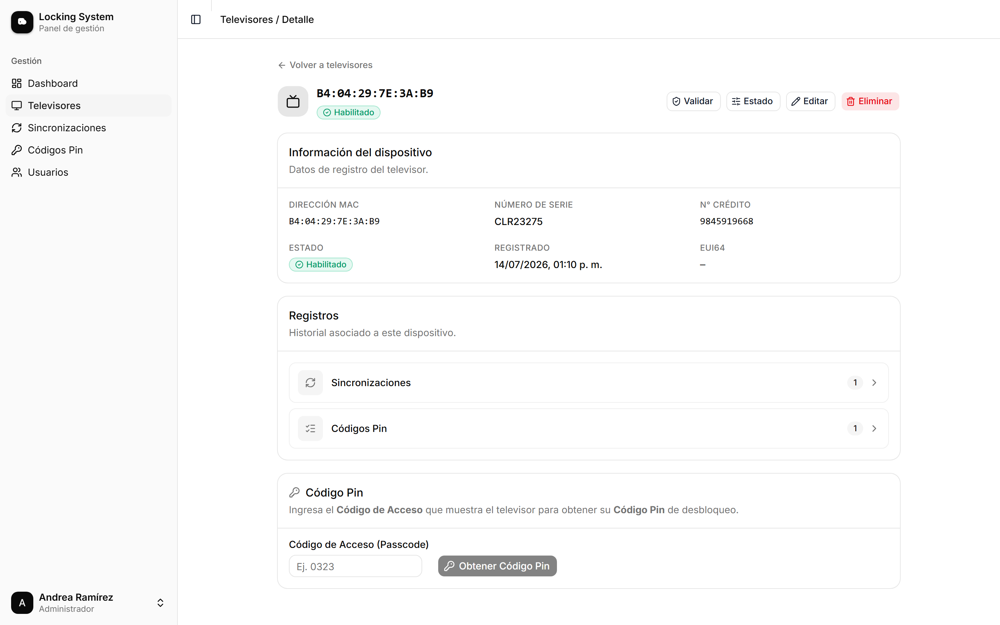 Locking System
Panel de gestión
Gestión
Dashboard
Televisores
Sincronizaciones
Códigos Pin
Usuarios
Andrea Ramírez
Administrador
A
Televisores / Detalle
Volver a televisores
B4:04:29:7E:3A:B9
Habilitado
Validar
Estado
Editar
Eliminar
Información del dispositivo
Datos de registro del televisor.
DIRECCIÓN MAC
B4:04:29:7E:3A:B9
NÚMERO DE SERIE
CLR23275
N° CRÉDITO
9845919668
ESTADO
Habilitado
REGISTRADO
14/07/2026, 01:10 p. m.
EUI64
–
Registros
Historial asociado a este dispositivo.
Sincronizaciones
1
Códigos Pin
1
Código Pin
Ingresa el Código de Acceso que muestra el televisor para obtener su Código Pin de desbloqueo.
Código de Acceso (Passcode)
Ej. 0323
Obtener Código Pin